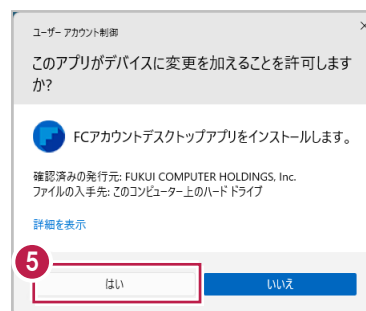 ユーザー アカウント制御
×
このアプリがデバイスに変更を加えることを許可します
か?
FCアカウントデスクトップアプリをインストールします。
確認済みの発行元: FUKUI COMPUTER HOLDINGS, Inc.
ファイルの入手先: このコンピューター上のハード ドライブ
詳細を表示
5
はい
いいえ